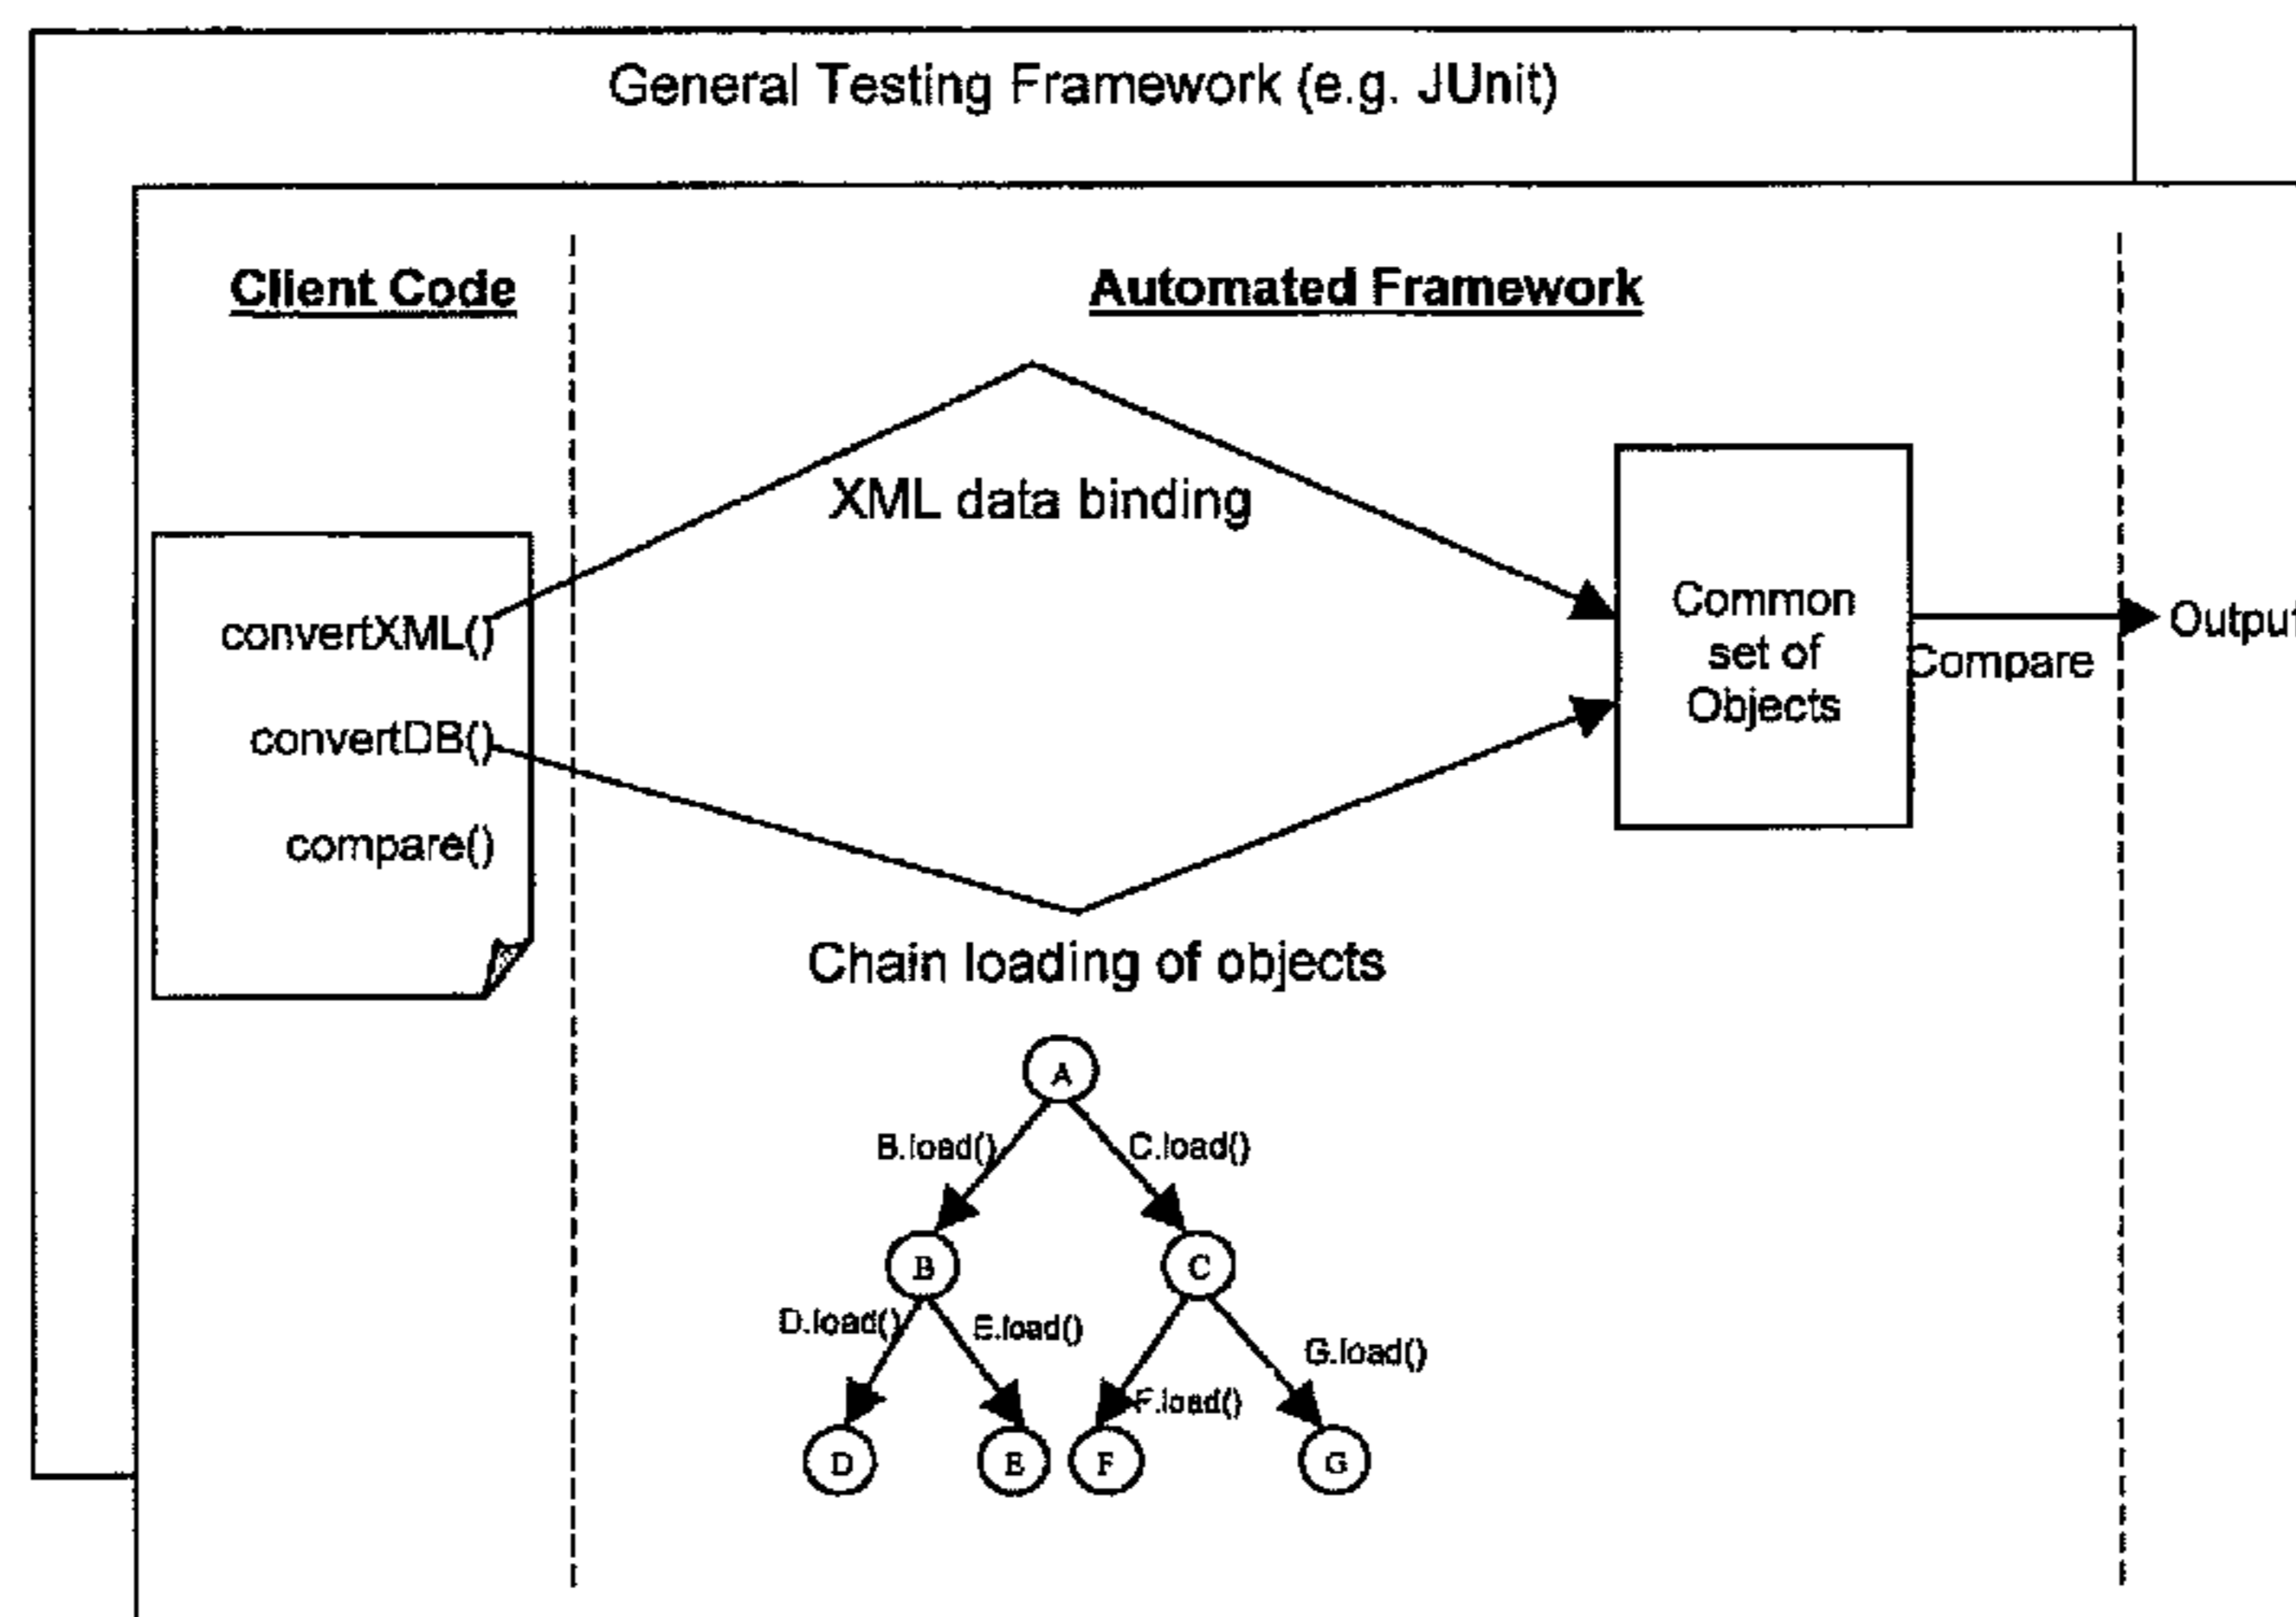 General Testing Framework (e.g. JUnit)
Client Code
Automated Framework
XML data binding
convertXML()
convertDB()
compare()
Common
set of
Objects
Compare
Output
Chain loading of objects
A
B.load()
C.load()
B
C
D.load()
E.load()
F.load()
G.load()
D
E
F
G